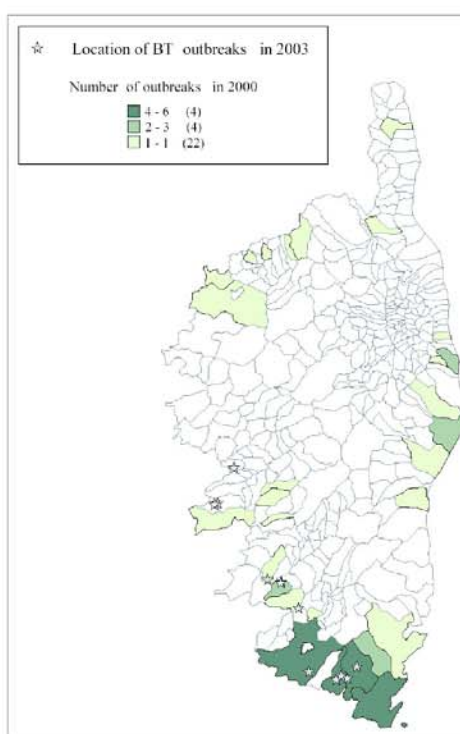 Location of BT outbreaks in 2003
Number of outbreaks in 2000
4 - 6 (4)
2 - 3 (4)
1 - 1 (22)